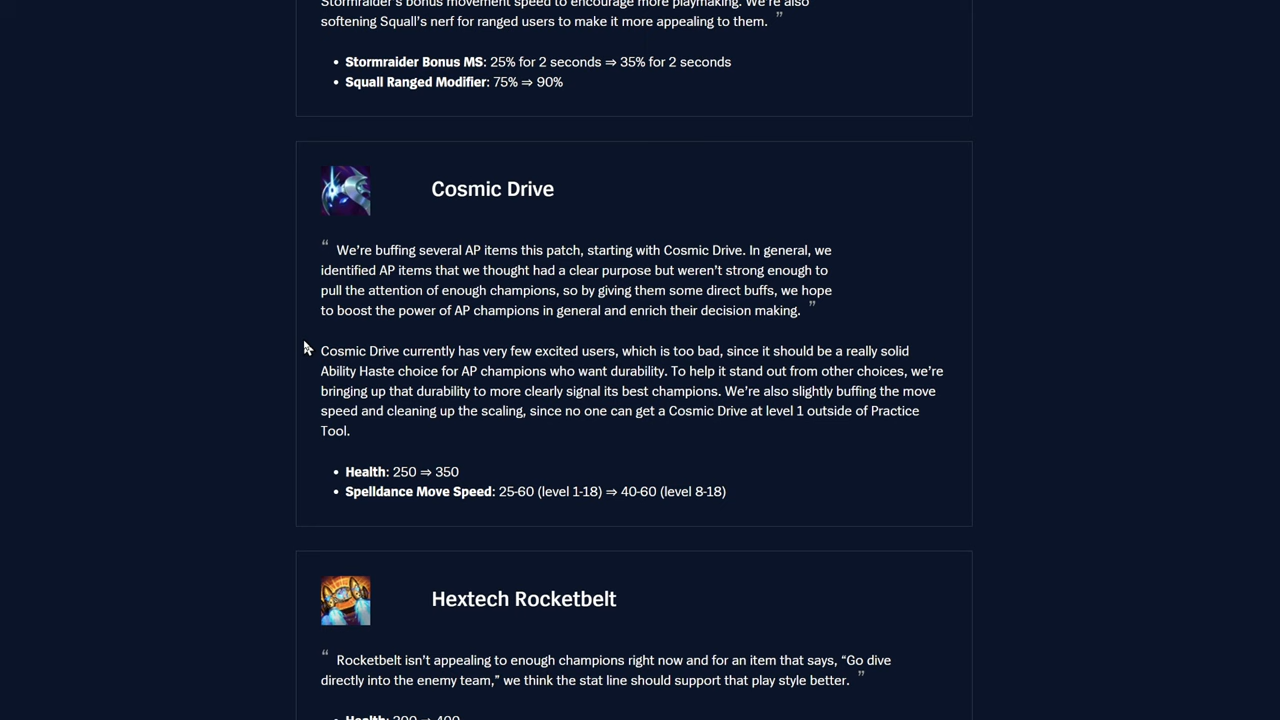 Stormraider's bonus movement speed to encourage more playmaking. We're also
softening Squall's nerf for ranged users to make it more appealing to them. ”
• Stormraider Bonus MS: 25% for 2 seconds ⇒ 35% for 2 seconds
• Squall Ranged Modifier: 75% ⇒ 90%
Cosmic Drive
“ We're buffing several AP items this patch, starting with Cosmic Drive. In general, we
identified AP items that we thought had a clear purpose but weren't strong enough to
pull the attention of enough champions, so by giving them some direct buffs, we hope
to boost the power of AP champions in general and enrich their decision making. ”
Cosmic Drive currently has very few excited users, which is too bad, since it should be a really solid
Ability Haste choice for AP champions who want durability. To help it stand out from other choices, we're
bringing up that durability to more clearly signal its best champions. We're also slightly buffing the move
speed and cleaning up the scaling, since no one can get a Cosmic Drive at level 1 outside of Practice
Tool.
• Health: 250 ⇒ 350
• Spelldance Move Speed: 25-60 (level 1-18) ⇒ 40-60 (level 8-18)
Hextech Rocketbelt
“ Rocketbelt isn't appealing to enough champions right now and for an item that says, “Go dive
directly into the enemy team,” we think the stat line should support that play style better. ”